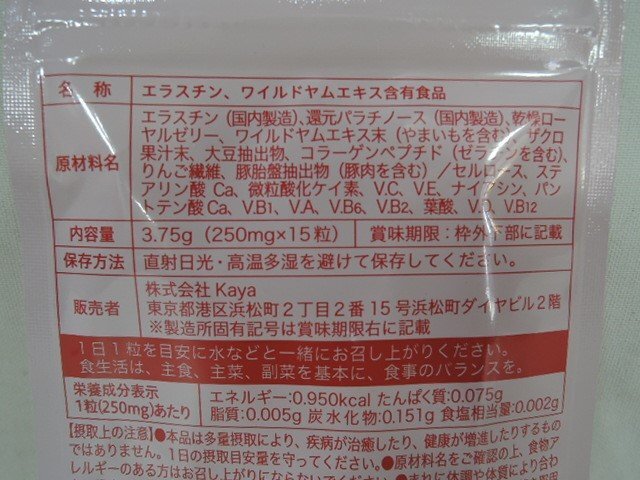 名称 エラスチン、ワイルドヤムエキス含有食品
原材料名 エラスチン(国内製造)、還元パラチノース(国内製造)、乾燥ロー
ヤルゼリー、ワイルドヤムエキス末(やまいもを含む)、ザクロ
果汁末、大豆抽出物、コラーゲンペプチド(ゼラチンを含む)、
りんご繊維、豚胎盤抽出物(豚肉を含む)/セルロース、ステ
アリン酸Ca、微粒酸化ケイ素、V.C、V.E、ナイアシン、パン
トテン酸Ca、V.B1、V.A、V.B6、V.B2、葉酸、V.D、V.B12
内容量 3.75g(250mg×15粒) 賞味期限:枠外下部に記載
保存方法 直射日光・高温多湿を避けて保存してください。
販売者 株式会社Kaya
東京都港区浜松町2丁目2番15号浜松町ダイヤビル2階
※製造所固有記号は賞味期限右に記載
1日1粒を目安に水などと一緒にお召し上がりください。
食生活は、主食、主菜、副菜を基本に、食事のバランスを。
栄養成分表示 エネルギー:0.950kcal たんぱく質:0.075g
1粒(250mg)あたり 脂質:0.005g 炭水化物:0.151g 食塩相当量:0.002g
【摂取上の注意】●本品は多量摂取により、疾病が治癒したり、健康が増進したりするもの
ではありません。1日の摂取目安量を守ってください。●原材料名をご確認の上、食物ア
レルギーのある方はお召し上がりにならないでください。●まれに体調や体質により合わ